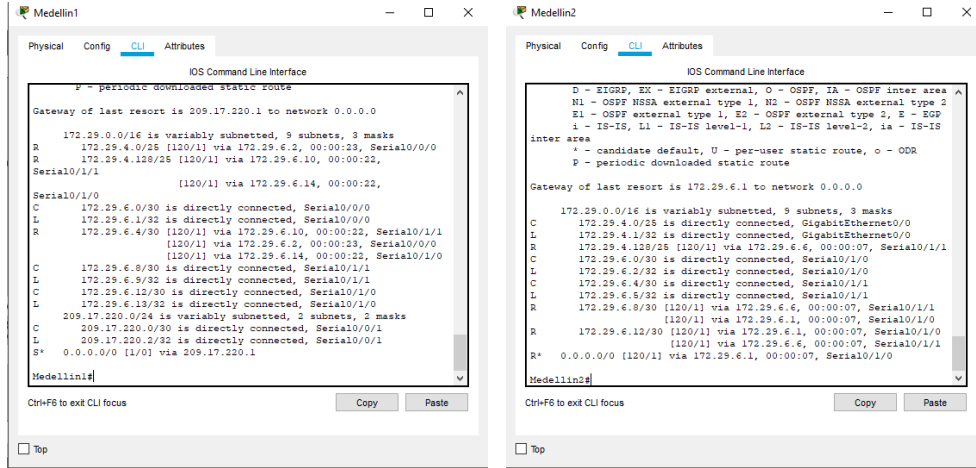 Medellin1
Physical Config CLI Attributes
IOS Command Line Interface
P - periodic downloaded static route
Gateway of last resort is 209.17.220.1 to network 0.0.0.0
172.29.0.0/16 is variably subnetted, 9 subnets, 3 masks
R 172.29.4.0/25 [120/1] via 172.29.6.2, 00:00:23, Serial0/0/0
R 172.29.4.128/25 [120/1] via 172.29.6.10, 00:00:22,
Serial0/1/1
[120/1] via 172.29.6.14, 00:00:22,
Serial0/1/0
C 172.29.6.0/30 is directly connected, Serial0/0/0
L 172.29.6.1/32 is directly connected, Serial0/0/0
R 172.29.6.4/30 [120/1] via 172.29.6.10, 00:00:22, Serial0/1/1
[120/1] via 172.29.6.2, 00:00:23, Serial0/0/0
[120/1] via 172.29.6.14, 00:00:22, Serial0/1/0
C 172.29.6.8/30 is directly connected, Serial0/1/1
L 172.29.6.9/32 is directly connected, Serial0/1/1
C 172.29.6.12/30 is directly connected, Serial0/1/0
L 172.29.6.13/32 is directly connected, Serial0/1/0
209.17.220.0/24 is variably subnetted, 2 subnets, 2 masks
C 209.17.220.0/30 is directly connected, Serial0/0/1
L 209.17.220.2/32 is directly connected, Serial0/0/1
S* 0.0.0.0/0 [1/0] via 209.17.220.1
Medellin1#
Ctrl+F6 to exit CLI focus
Copy Paste
Top
Medellin2
Physical Config CLI Attributes
IOS Command Line Interface
D - EIGRP, EX - EIGRP external, O - OSPF, IA - OSPF inter area
N1 - OSPF NSSA external type 1, N2 - OSPF NSSA external type 2
E1 - OSPF external type 1, E2 - OSPF external type 2, E - EGP
i - IS-IS, L1 - IS-IS level-1, L2 - IS-IS level-2, ia - IS-IS
inter area
* - candidate default, U - per-user static route, o - ODR
P - periodic downloaded static route
Gateway of last resort is 172.29.6.1 to network 0.0.0.0
172.29.0.0/16 is variably subnetted, 9 subnets, 3 masks
C 172.29.4.0/25 is directly connected, GigabitEthernet0/0
L 172.29.4.1/32 is directly connected, GigabitEthernet0/0
R 172.29.4.128/25 [120/1] via 172.29.6.6, 00:00:07, Serial0/1/1
C 172.29.6.0/30 is directly connected, Serial0/1/0
L 172.29.6.2/32 is directly connected, Serial0/1/0
C 172.29.6.4/30 is directly connected, Serial0/1/1
L 172.29.6.5/32 is directly connected, Serial0/1/1
R 172.29.6.8/30 [120/1] via 172.29.6.6, 00:00:07, Serial0/1/1
[120/1] via 172.29.6.1, 00:00:07, Serial0/1/0
R 172.29.6.12/30 [120/1] via 172.29.6.1, 00:00:07, Serial0/1/0
[120/1] via 172.29.6.6, 00:00:07, Serial0/1/1
R* 0.0.0.0/0 [120/1] via 172.29.6.1, 00:00:07, Serial0/1/0
Medellin2#
Ctrl+F6 to exit CLI focus
Copy Paste
Top